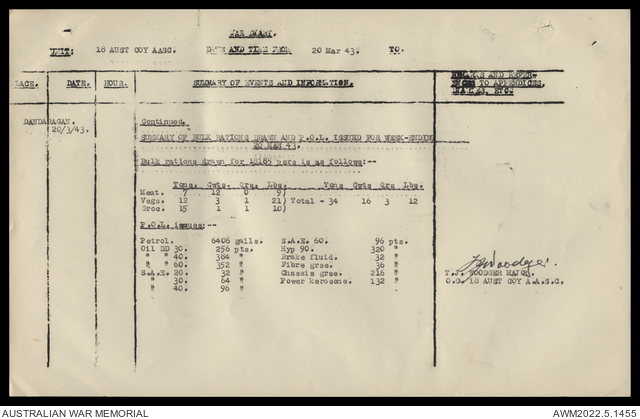 WAR DIARY.
UNIT: 18 AUST COY AASC. DATE AND TIME FROM 20 Mar 43. TO.
PLACE. DATE. HOUR. SUMMARY OF EVENTS AND INFORMATION. REMARKS AND REFER-
ENCES TO APPENDICES,
ETC.
DANDARAGAN.
20/3/43.
Continued.
SUMMARY OF BULK RATIONS DRAWN AND P.O.L. ISSUED FOR WEEK-ENDING
20 MAR 43.
Bulk rations drawn for 18185 pers is as follows:--
Tons. Cwts. Qrs. Lbs. Tons Cwts Qrs Lbs.
Meat. 7 12 0 9)
Vegs. 12 3 1 21) Total - 34 16 3 12
Groc. 15 1 1 10)
P.O.L. issues:--
Petrol. 6406 galls. S.A.E. 60. 96 pts.
Oil DD 30. 256 pts. Hyp 90. 320 "
" " 40. 384 " Brake fluid. 32 "
" " 60. 352 " Fibre grse. 36 "
S.A.E. 20. 32 " Chassis grse. 216 "
" 30. 64 " Power kerosene. 132 "
" 40. 96 "
T.J. WOODGER MAJOR.
O.C. 18 AUST COY A.A.S.C.
AUSTRALIAN WAR MEMORIAL AWM2022.5.1455